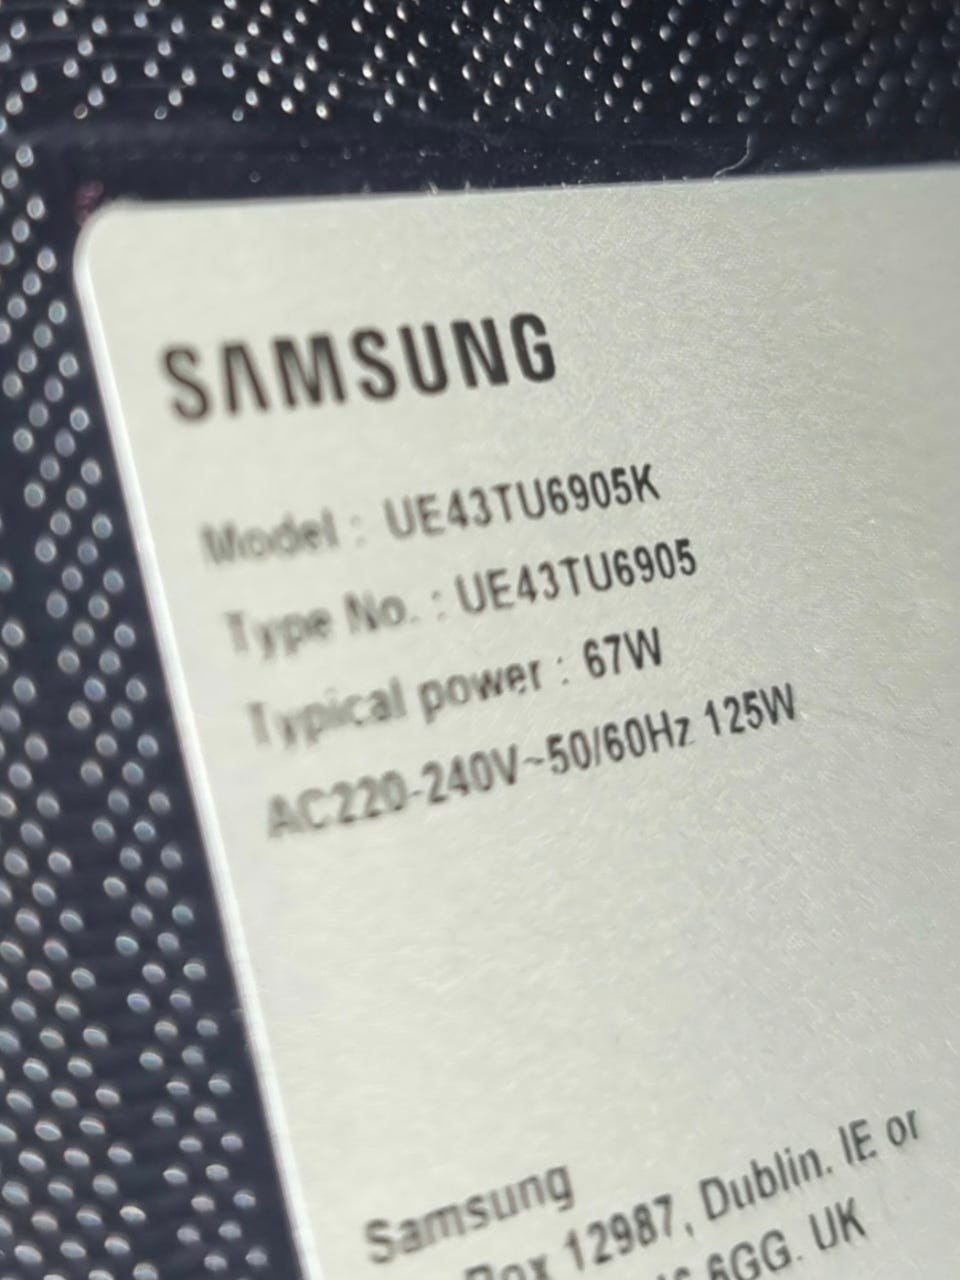 SAMSUNG
Model : UE43TU6905K
Type No. : UE43TU6905
Typical power : 67W
AC220-240V~50/60Hz 125W
Samsung
Box 12987, Dublin. IE or
6GG. UK